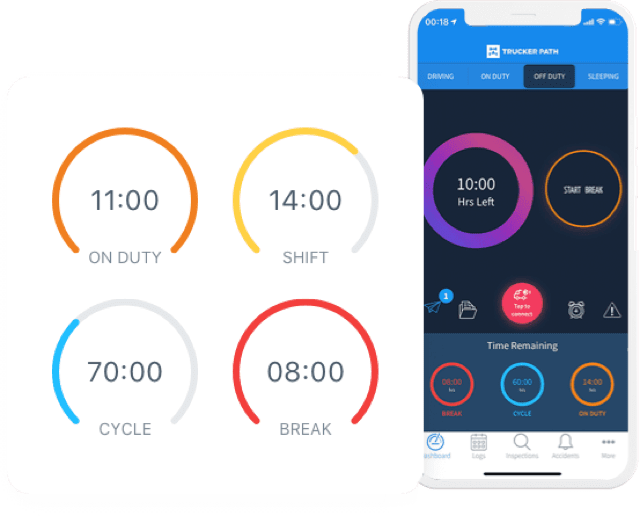 11:00
ON DUTY
14:00
SHIFT
70:00
CYCLE
08:00
BREAK
00:18
TRUCKER PATH
DRIVING
ON DUTY
OFF DUTY
SLEEPING
10:00
Hrs Left
START BREAK
1
Tap to
connect
Time Remaining
08:00
hrs
BREAK
60:00
hrs
CYCLE
14:00
hrs
ON DUTY
Dashboard
Logs
Inspections
Accidents
More